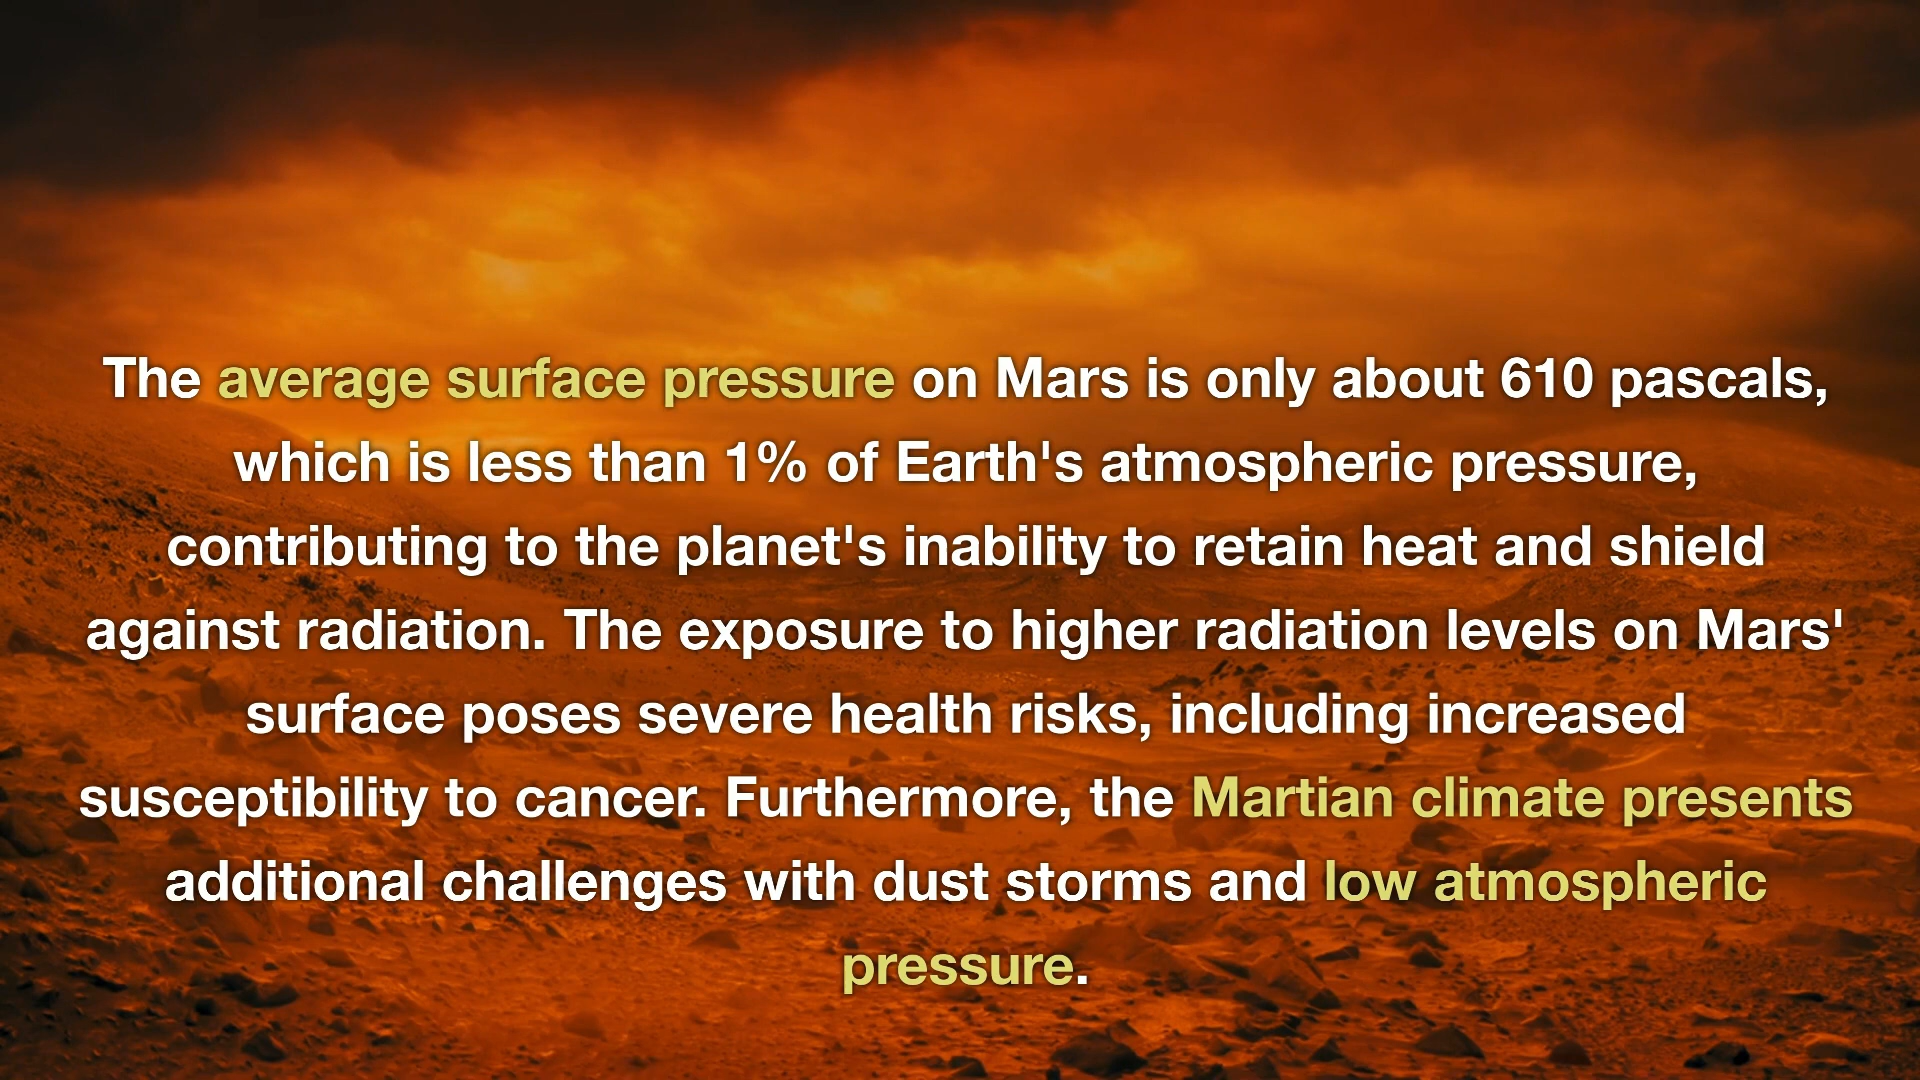 The average surface pressure on Mars is only about 610 pascals,
which is less than 1% of Earth's atmospheric pressure,
contributing to the planet's inability to retain heat and shield
against radiation. The exposure to higher radiation levels on Mars'
surface poses severe health risks, including increased
susceptibility to cancer. Furthermore, the Martian climate presents
additional challenges with dust storms and low atmospheric
pressure.